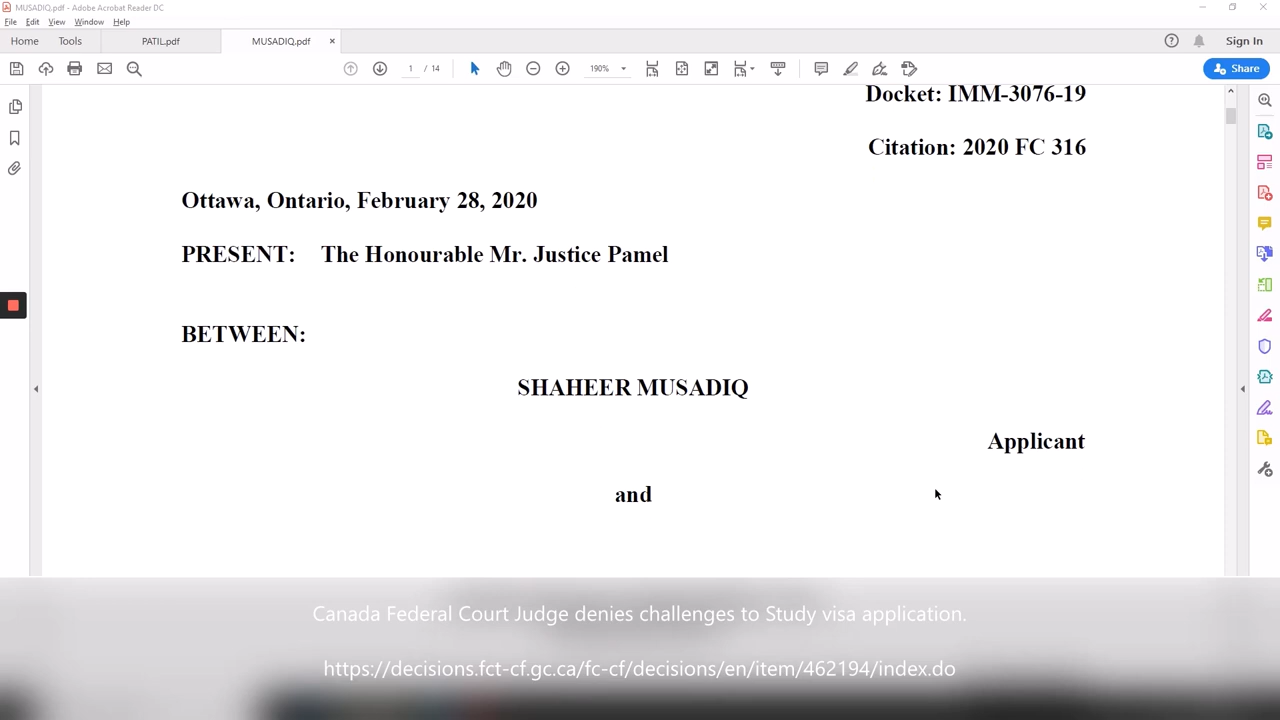 MUSADIQ.pdf - Adobe Acrobat Reader DC
File Edit View Window Help
Home Tools PATIL.pdf MUSADIQ.pdf × Sign In
1 / 14 190% Share
Docket: IMM-3076-19
Citation: 2020 FC 316
Ottawa, Ontario, February 28, 2020
PRESENT: The Honourable Mr. Justice Pamel
BETWEEN:
SHAHEER MUSADIQ
Applicant
and
Canada Federal Court Judge denies challenges to Study visa application.
https://decisions.fct-cf.gc.ca/fc-cf/decisions/en/item/462194/index.do